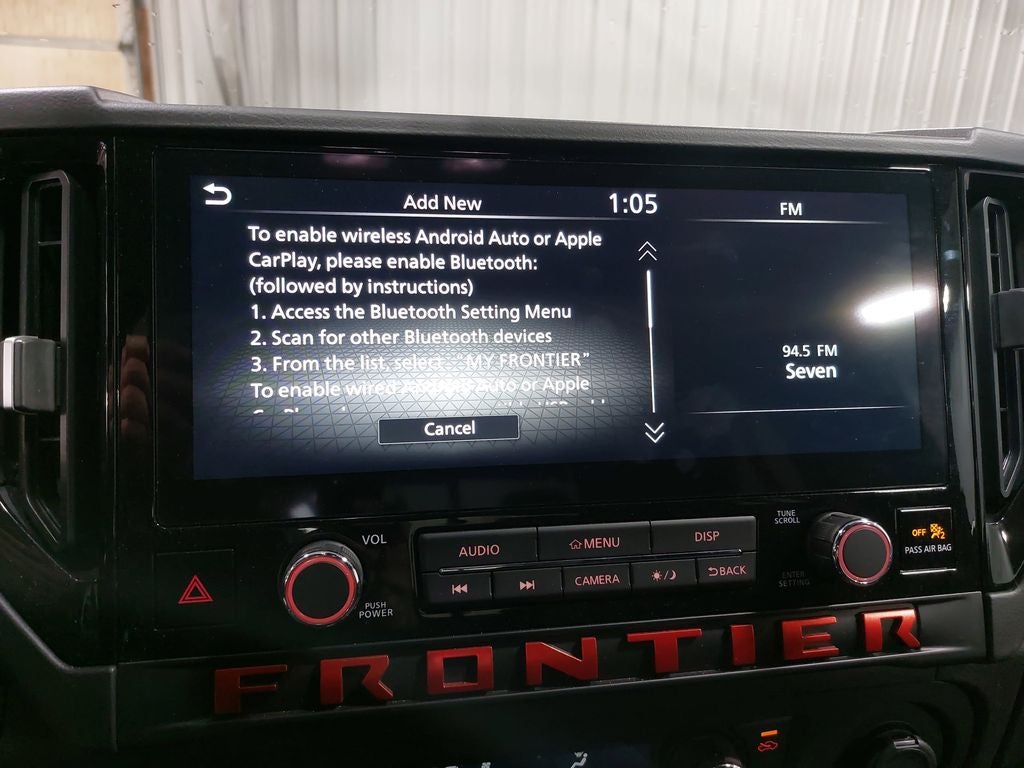 Add New
1:05
FM
To enable wireless Android Auto or Apple
CarPlay, please enable Bluetooth:
(followed by instructions)
1. Access the Bluetooth Setting Menu
2. Scan for other Bluetooth devices
3. From the list, select "MY FRONTIER"
To enable wired Android Auto or Apple
Cancel
94.5 FM
Seven
VOL
PUSH
POWER
AUDIO
MENU
DISP
CAMERA
BACK
TUNE
SCROLL
ENTER
SETTING
OFF
2
PASS AIR BAG
FRONTIER